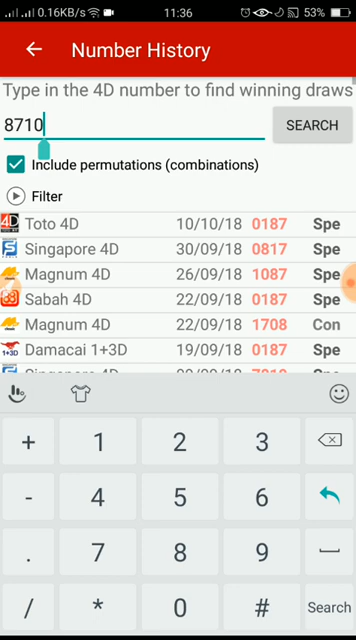 0.16KB/s 11:36 53%
Number History
Type in the 4D number to find winning draws
8710 SEARCH
Include permutations (combinations)
Filter
4D Toto 4D 10/10/18 0187 Spe
Singapore 4D 30/09/18 0817 Spe
Magnum 4D 26/09/18 1087 Spe
88 Sabah 4D 22/09/18 0187 Spe
Magnum 4D 22/09/18 1708 Con
1+3D Damacai 1+3D 19/09/18 0187 Spe
+ 1 2 3
- 4 5 6
. 7 8 9
/ * 0 # Search